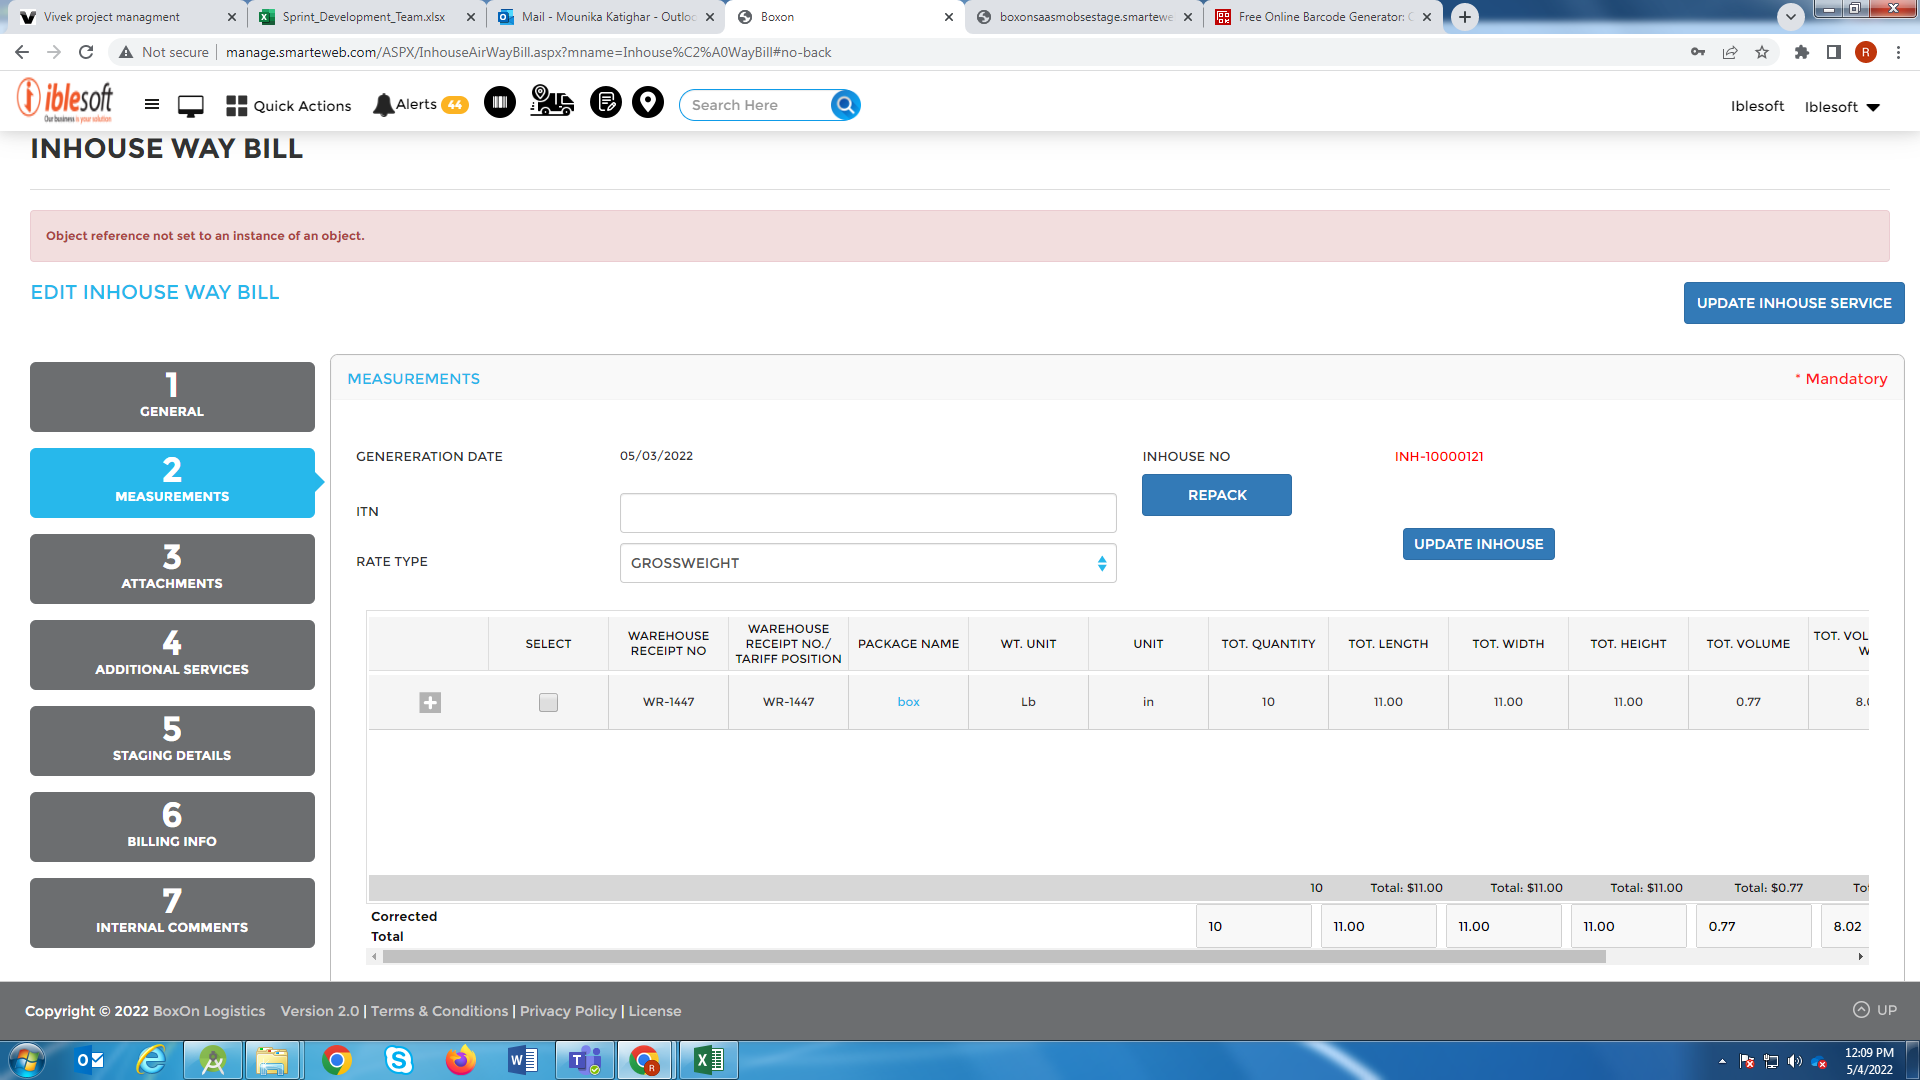 Vivek project managment
Sprint_Development_Team.xlsx
Mail - Mounika Katighar - Outlo
Boxon
boxonsaasmobsestage.smartewe
Free Online Barcode Generator: C
Not secure
manage.smarteweb.com/ASPX/InhouseAirWayBill.aspx?mname=Inhouse%C2%A0WayBill#no-back
R
iblesoft
Our business is your solution
Quick Actions
Alerts 44
Search Here
Iblesoft
Iblesoft
INHOUSE WAY BILL
Object reference not set to an instance of an object.
EDIT INHOUSE WAY BILL
UPDATE INHOUSE SERVICE
1
GENERAL
2
MEASUREMENTS
3
ATTACHMENTS
4
ADDITIONAL SERVICES
5
STAGING DETAILS
6
BILLING INFO
7
INTERNAL COMMENTS
MEASUREMENTS
* Mandatory
GENERERATION DATE
05/03/2022
INHOUSE NO
INH-10000121
REPACK
ITN
UPDATE INHOUSE
RATE TYPE
GROSSWEIGHT
SELECT
WAREHOUSE
RECEIPT NO
WAREHOUSE
RECEIPT NO./
TARIFF POSITION
PACKAGE NAME
WT. UNIT
UNIT
TOT. QUANTITY
TOT. LENGTH
TOT. WIDTH
TOT. HEIGHT
TOT. VOLUME
TOT. VOL
W
WR-1447
WR-1447
box
Lb
in
10
11.00
11.00
11.00
0.77
8.0
10
Total: $11.00
Total: $11.00
Total: $11.00
Total: $0.77
To
Corrected
Total
10
11.00
11.00
11.00
0.77
8.02
Copyright © 2022 BoxOn Logistics Version 2.0 | Terms & Conditions | Privacy Policy | License
UP
12:09 PM
5/4/2022